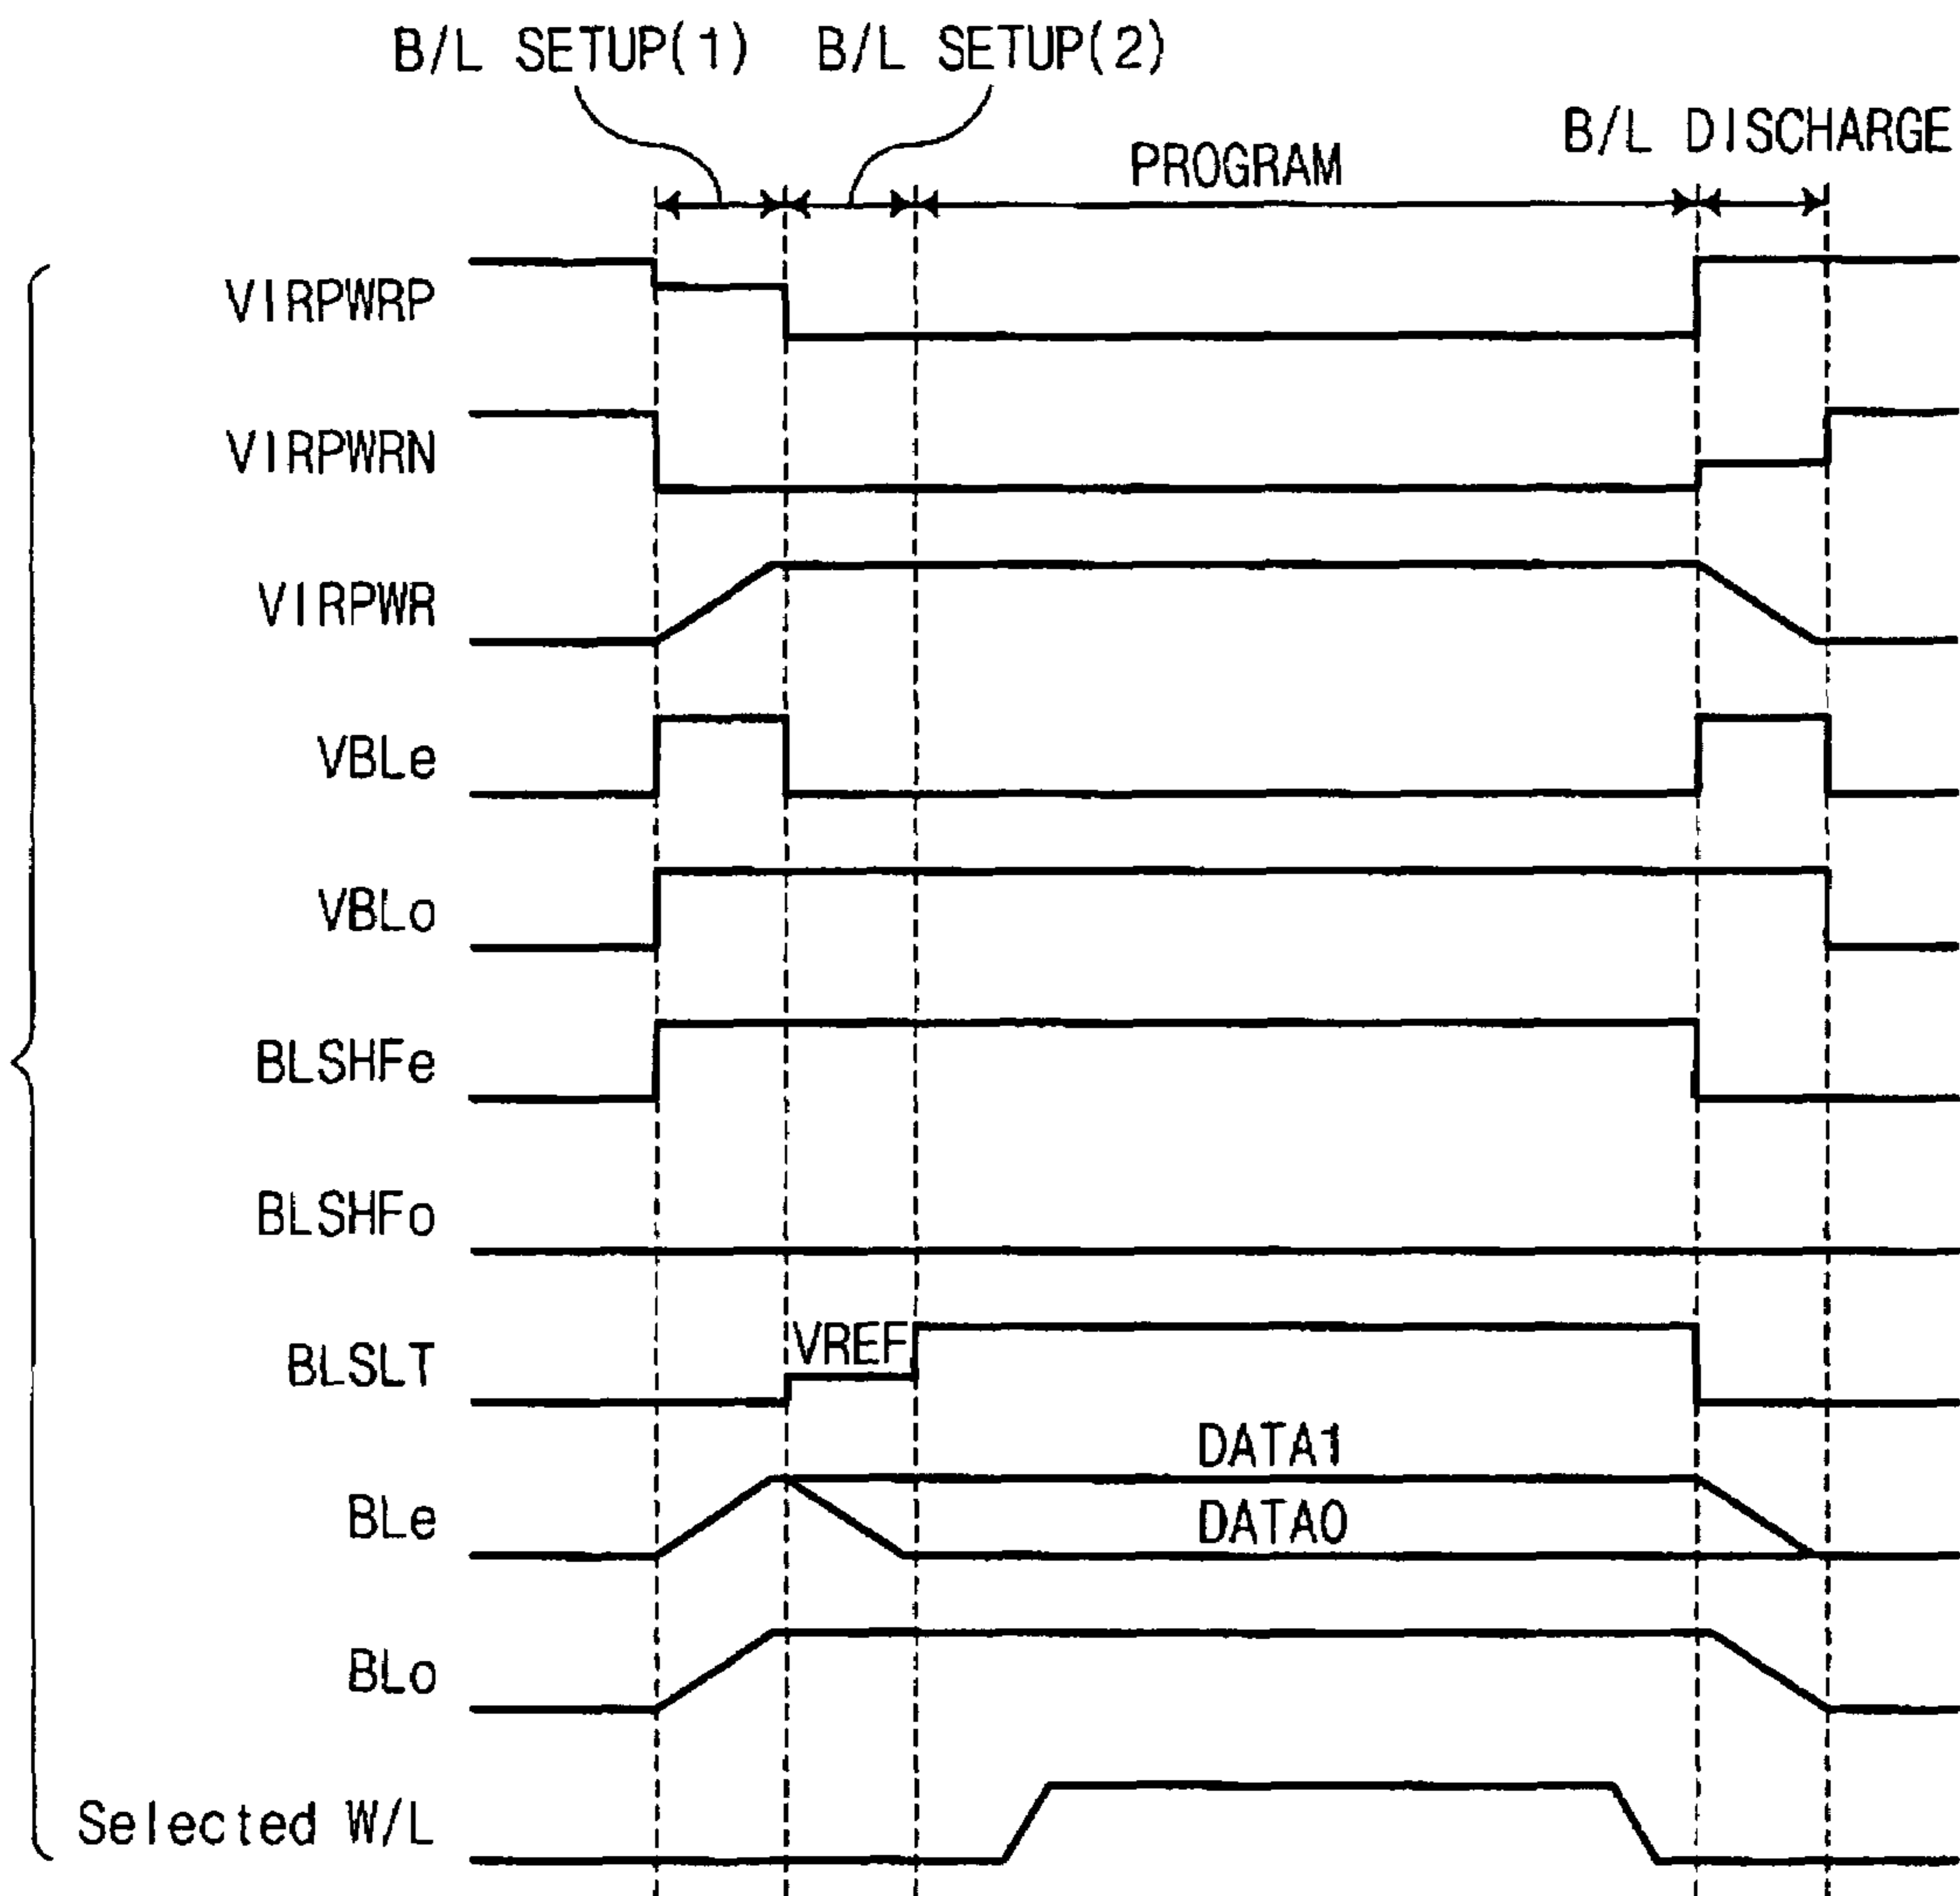 B/L SETUP(1) B/L SETUP(2)
B/L DISCHARGE
PROGRAM
VIRPWRP
VIRPWRN
VIRPWR
VBLe
VBLo
BLSHFe
BLSHFo
VREF
BLSLT
DATA1
BLe
DATA0
BLo
Selected W/L